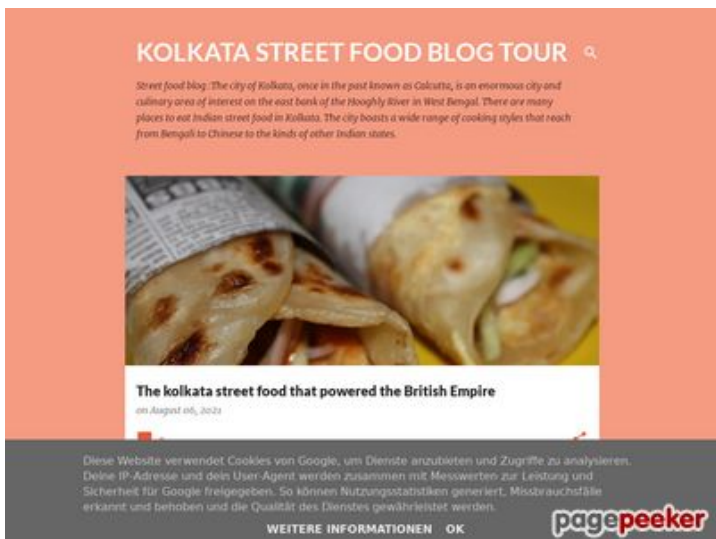 KOLKATA STREET FOOD BLOG TOUR
Street food blog :The city of Kolkata, once in the past known as Calcutta, is an enormous city and
culinary area of interest on the east bank of the Hooghly River in West Bengal. There are many
places to eat Indian street food in Kolkata. The city boasts a wide range of cooking styles that reach
from Bengali to Chinese to the kinds of other Indian states.
The kolkata street food that powered the British Empire
on August 06, 2021
Diese Website verwendet Cookies von Google, um Dienste anzubieten und Zugriffe zu analysieren.
Deine IP-Adresse und dein User-Agent werden zusammen mit Messwerten zur Leistung und
Sicherheit für Google freigegeben. So können Nutzungsstatistiken generiert, Missbrauchsfälle
erkannt und behoben und die Qualität des Dienstes gewährleistet werden.
WEITERE INFORMATIONEN OK
pagepeeker